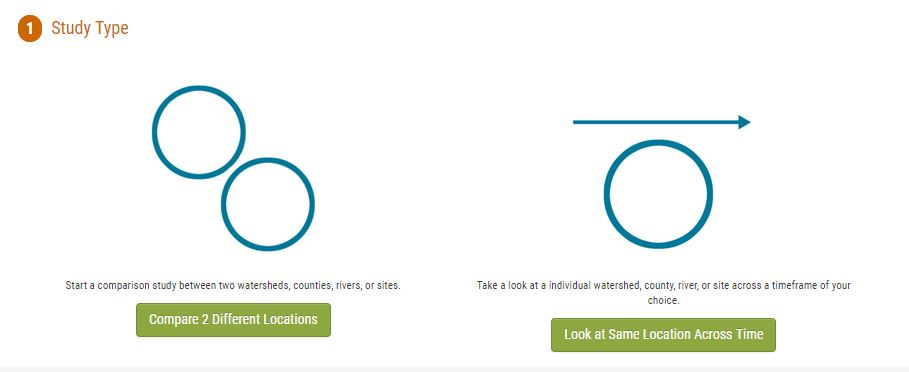 1 Study Type
Start a comparison study between two watersheds, counties, rivers, or sites.
Compare 2 Different Locations
Take a look at a individual watershed, county, river, or site across a timeframe of your
choice.
Look at Same Location Across Time